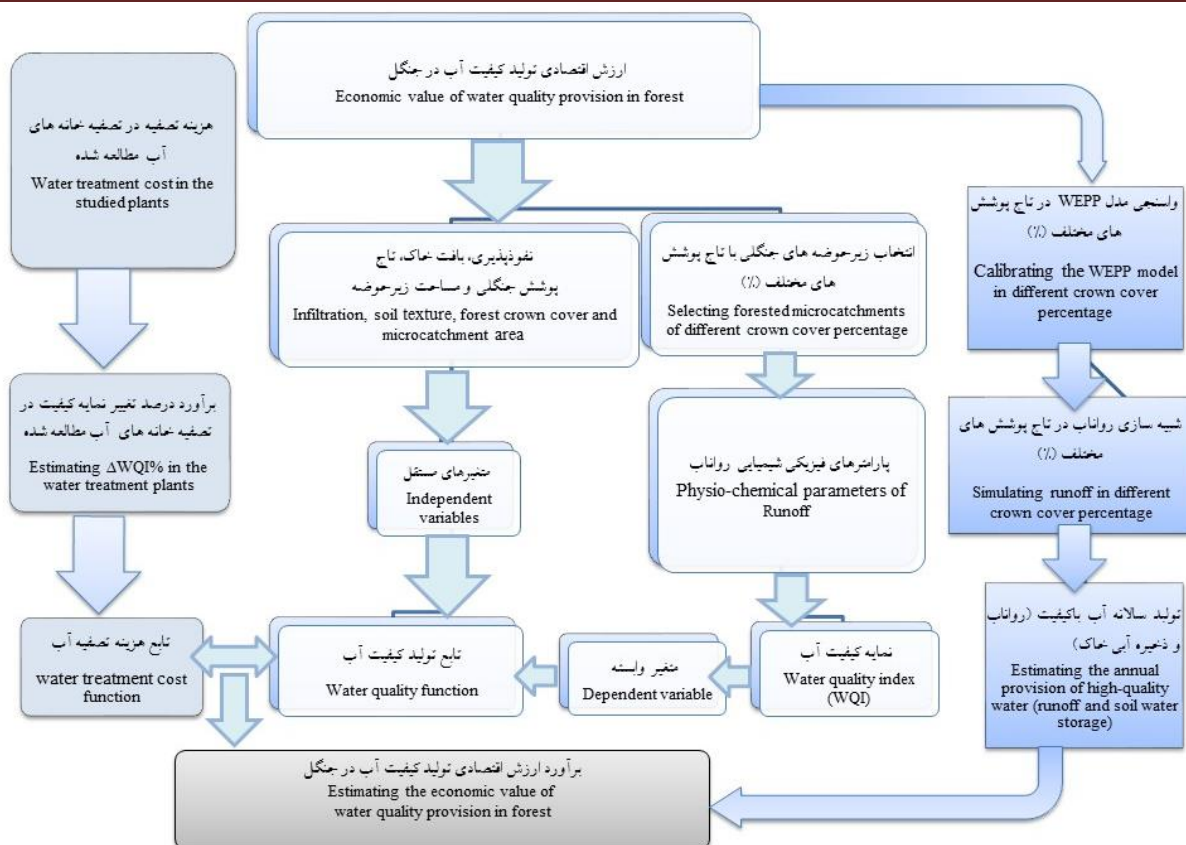 ارزش اقتصادی تولید کیفیت آب در جنگل
Economic value of water quality provision in forest
هزینه تصفیه در تصفیه خانه های
آب مطالعه شده
Water treatment cost in the
studied plants
برآورد درصد تغییر نمایه کیفیت در
تصفیه خانه های آب مطالعه شده
Estimating ΔWQI% in the
water treatment plants
تابع هزینه تصفیه آب
water treatment cost
function
نفوذپذیری، بافت خاک، تاج
پوشش جنگلی و مساحت زیرحوضه
Infiltration, soil texture, forest crown cover and
microcatchment area
متغیرهای مستقل
Independent
variables
تابع تولید کیفیت آب
Water quality function
انتخاب زیرحوضه های جنگلی با تاج پوشش
های مختلف (٪)
Selecting forested microcatchments
of different crown cover percentage
پارامترهای فیزیکی شیمیایی رواناب
Physio-chemical parameters of
Runoff
نمایه کیفیت آب
Water quality index
(WQI)
متغیر وابسته
Dependent variable
واسنجی مدل WEPP در تاج پوشش
های مختلف (٪)
Calibrating the WEPP model
in different crown cover
percentage
شبیه سازی رواناب در تاج پوشش های
مختلف (٪)
Simulating runoff in different
crown cover percentage
تولید سالانه آب باکیفیت (رواناب
و ذخیره آبی خاک)
Estimating the annual
provision of high-quality
water (runoff and soil water
storage)
برآورد ارزش اقتصادی تولید کیفیت آب در جنگل
Estimating the economic value of
water quality provision in forest